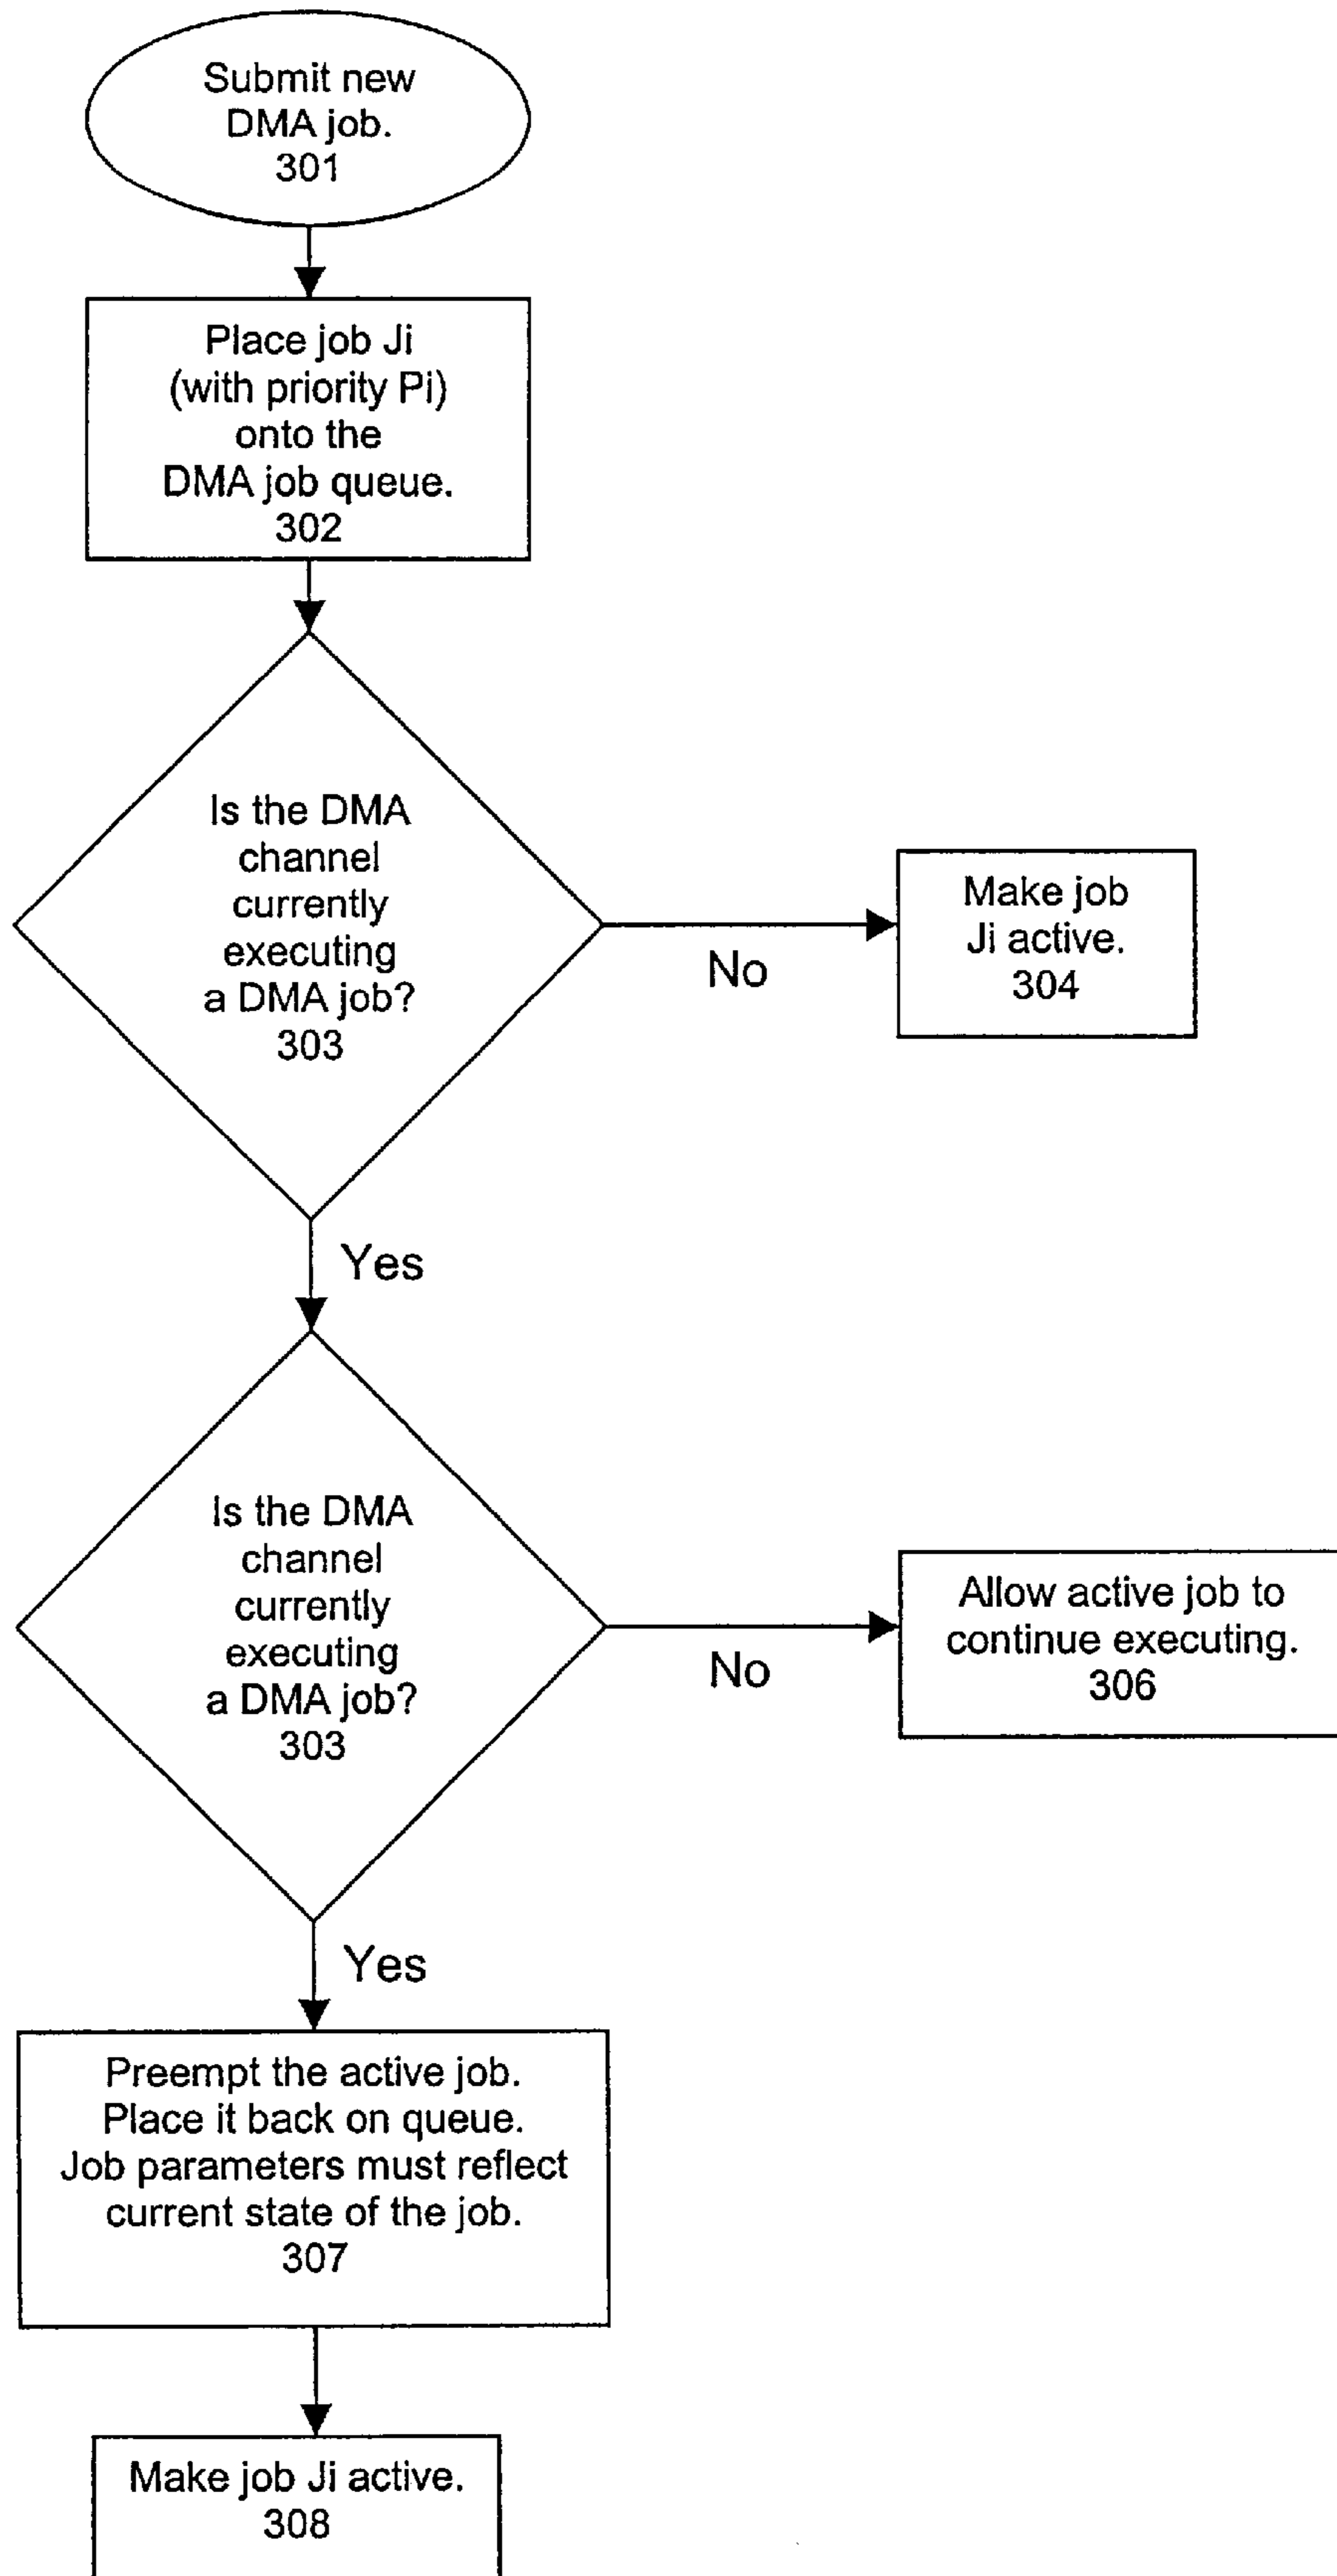 Submit new
DMA job.
301
Place job Ji
(with priority Pi)
onto the
DMA job queue.
302
Is the DMA
channel
currently
executing
a DMA job?
303
No
Make job
Ji active.
304
Yes
Is the DMA
channel
currently
executing
a DMA job?
303
No
Allow active job to
continue executing.
306
Yes
Preempt the active job.
Place it back on queue.
Job parameters must reflect
current state of the job.
307
Make job Ji active.
308